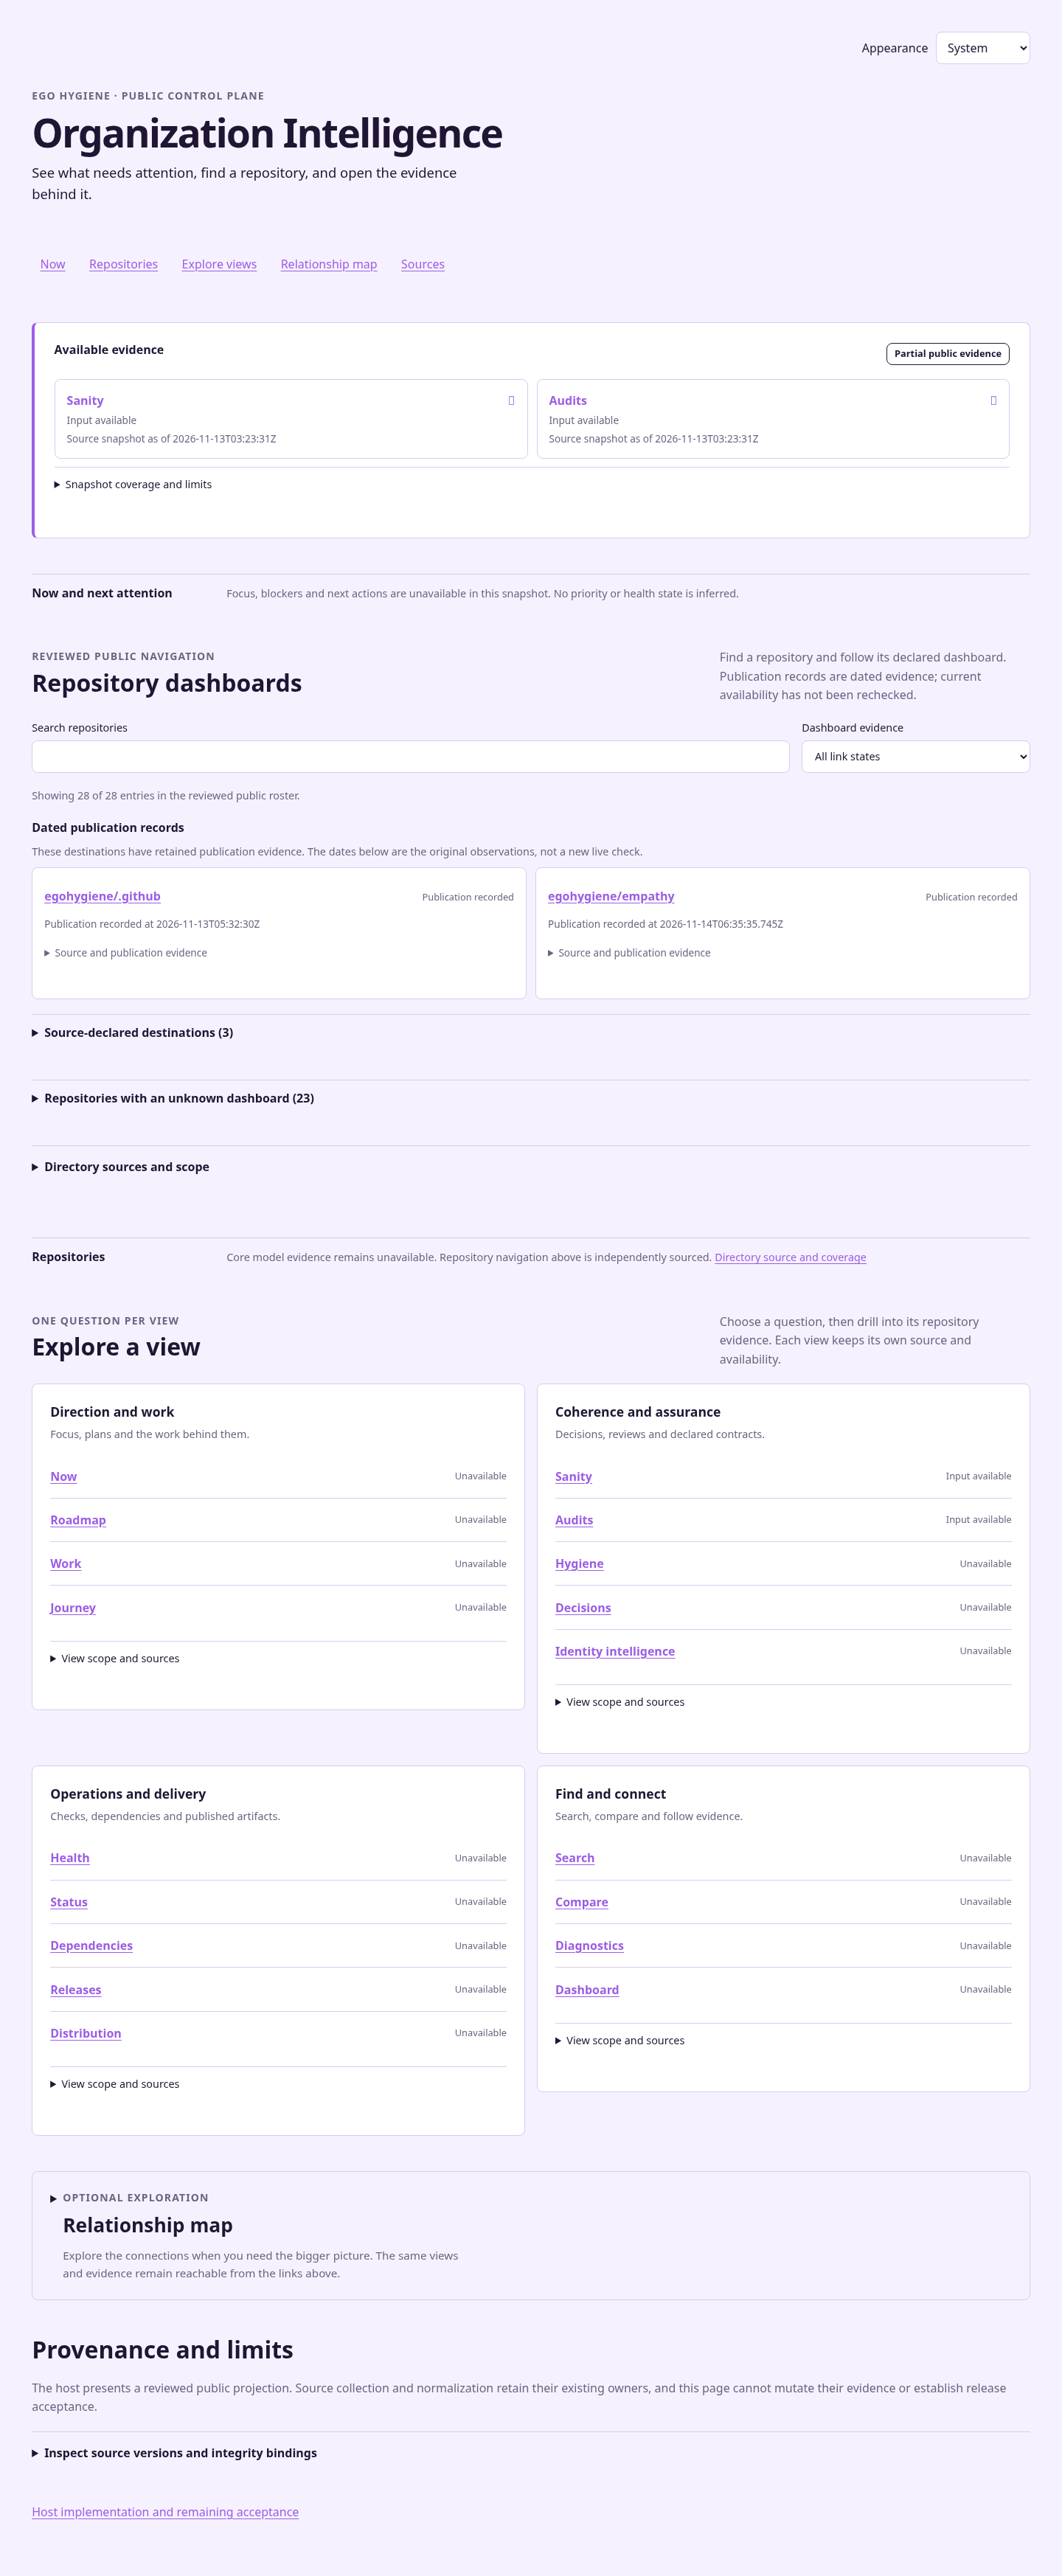 Appearance System
EGO HYGIENE · PUBLIC CONTROL PLANE
Organization Intelligence
See what needs attention, find a repository, and open the evidence
behind it.
Now Repositories Explore views Relationship map Sources
Available evidence
Partial public evidence
Sanity
Input available
Source snapshot as of 2026-11-13T03:23:31Z
Audits
Input available
Source snapshot as of 2026-11-13T03:23:31Z
Snapshot coverage and limits
Now and next attention
Focus, blockers and next actions are unavailable in this snapshot. No priority or health state is inferred.
REVIEWED PUBLIC NAVIGATION
Repository dashboards
Find a repository and follow its declared dashboard.
Publication records are dated evidence; current
availability has not been rechecked.
Search repositories
Dashboard evidence
All link states
Showing 28 of 28 entries in the reviewed public roster.
Dated publication records
These destinations have retained publication evidence. The dates below are the original observations, not a new live check.
egohygiene/.github
Publication recorded
Publication recorded at 2026-11-13T05:32:30Z
Source and publication evidence
egohygiene/empathy
Publication recorded
Publication recorded at 2026-11-14T06:35:35.745Z
Source and publication evidence
Source-declared destinations (3)
Repositories with an unknown dashboard (23)
Directory sources and scope
Repositories
Core model evidence remains unavailable. Repository navigation above is independently sourced. Directory source and coverage
ONE QUESTION PER VIEW
Explore a view
Choose a question, then drill into its repository
evidence. Each view keeps its own source and
availability.
Direction and work
Focus, plans and the work behind them.
Now Unavailable
Roadmap Unavailable
Work Unavailable
Journey Unavailable
View scope and sources
Coherence and assurance
Decisions, reviews and declared contracts.
Sanity Input available
Audits Input available
Hygiene Unavailable
Decisions Unavailable
Identity intelligence Unavailable
View scope and sources
Operations and delivery
Checks, dependencies and published artifacts.
Health Unavailable
Status Unavailable
Dependencies Unavailable
Releases Unavailable
Distribution Unavailable
View scope and sources
Find and connect
Search, compare and follow evidence.
Search Unavailable
Compare Unavailable
Diagnostics Unavailable
Dashboard Unavailable
View scope and sources
OPTIONAL EXPLORATION
Relationship map
Explore the connections when you need the bigger picture. The same views
and evidence remain reachable from the links above.
Provenance and limits
The host presents a reviewed public projection. Source collection and normalization retain their existing owners, and this page cannot mutate their evidence or establish release
acceptance.
Inspect source versions and integrity bindings
Host implementation and remaining acceptance